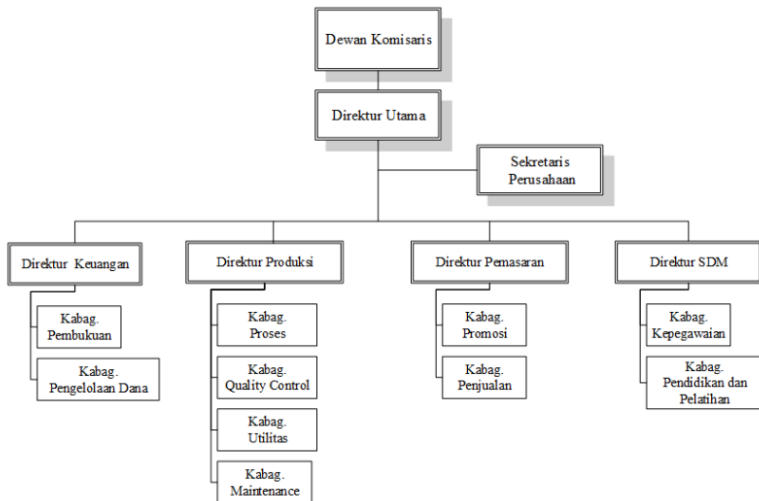 Dewan Komisaris
Direktur Utama
Sekretaris
Perusahaan
Direktur Keuangan
Kabag.
Pembukuan
Kabag.
Pengelolaan Dana
Direktur Produksi
Kabag.
Proses
Kabag.
Quality Control
Kabag.
Utilitas
Kabag.
Maintenance
Direktur Pemasaran
Kabag.
Promosi
Kabag.
Penjualan
Direktur SDM
Kabag.
Kepegawaian
Kabag.
Pendidikan dan
Pelatihan